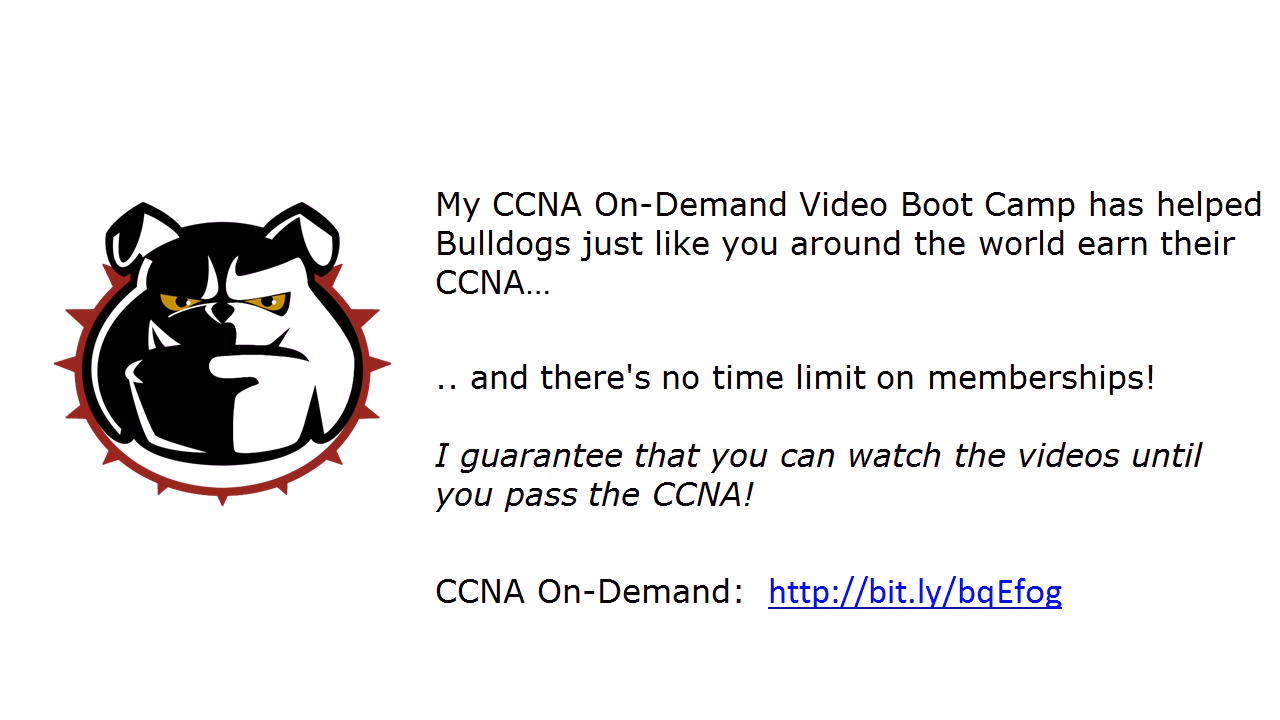 My CCNA On-Demand Video Boot Camp has helped
Bulldogs just like you around the world earn their
CCNA…
.. and there's no time limit on memberships!
I guarantee that you can watch the videos until
you pass the CCNA!
CCNA On-Demand: http://bit.ly/bqEfog